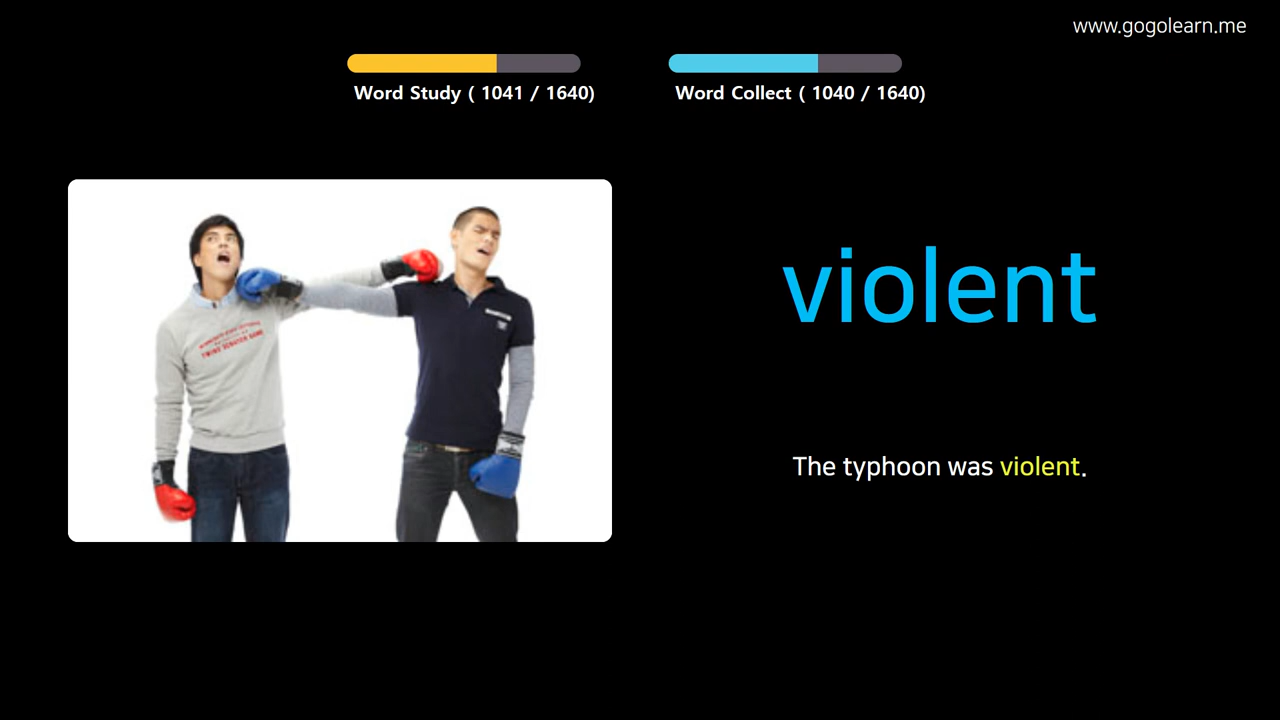 www.gogolearn.me
Word Study ( 1041 / 1640)
Word Collect ( 1040 / 1640)
violent
The typhoon was violent.